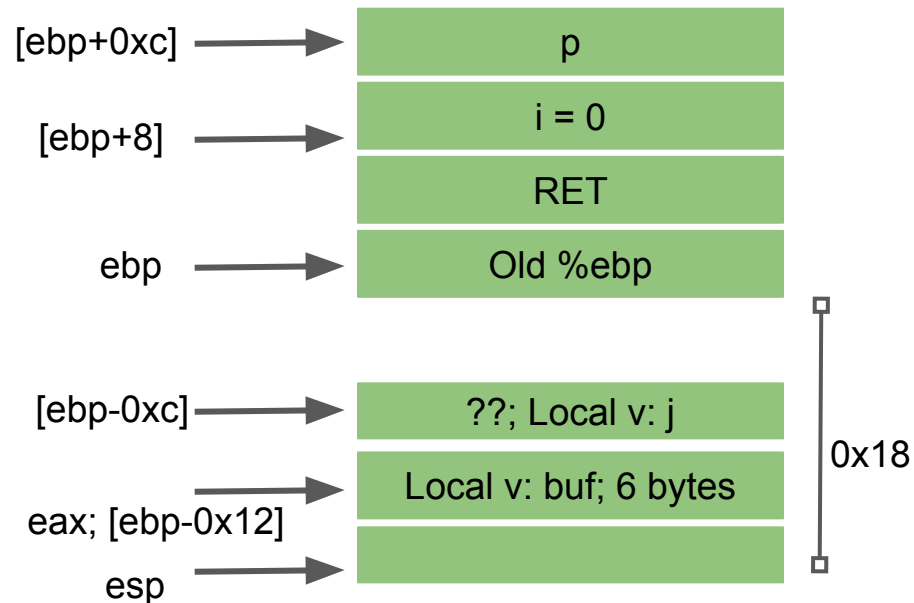 [ebp+0xc]
p
[ebp+8]
i = 0
RET
ebp
Old %ebp
[ebp-0xc]
??; Local v: j
0x18
Local v: buf; 6 bytes
eax; [ebp-0x12]
esp